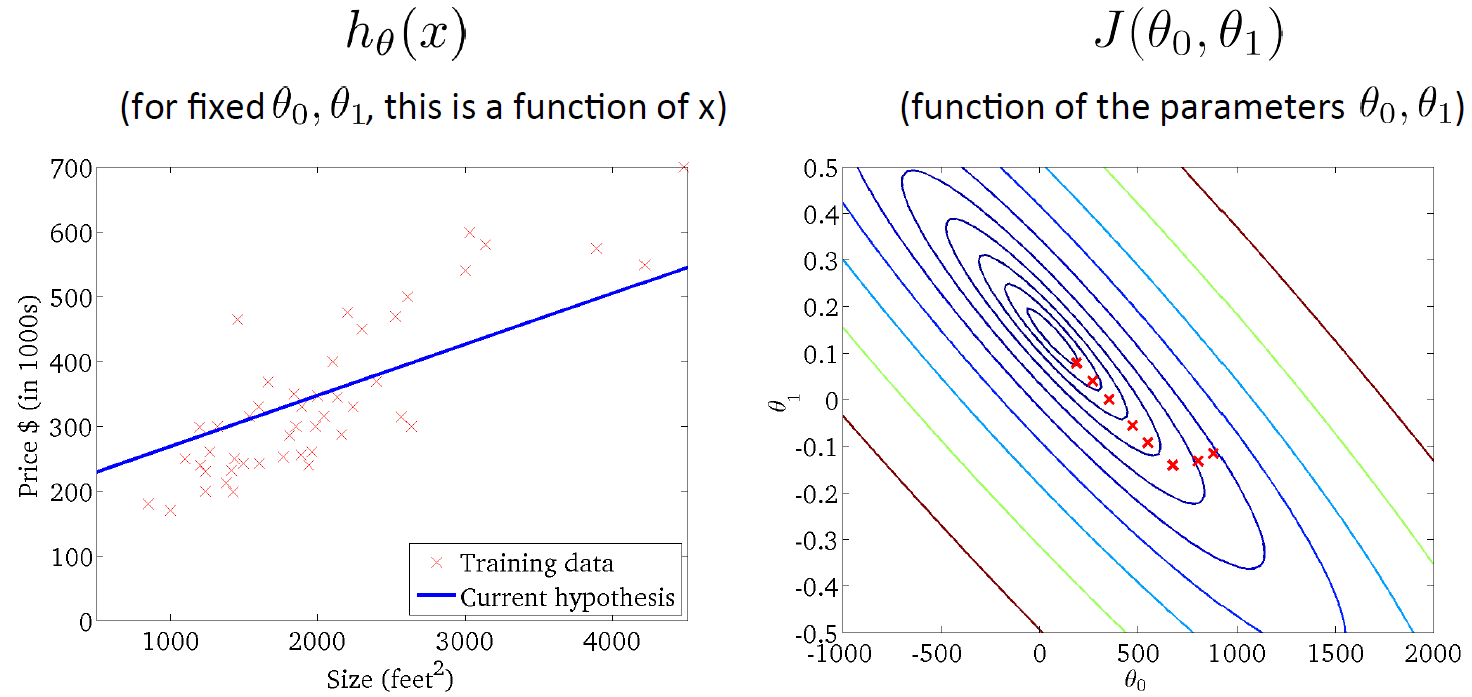 hθ(x)
(for fixed θ0, θ1, this is a function of x)
700
600
500
400
300
200
100
0
Price $ (in 1000s)
1000 2000 3000 4000
Size (feet²)
Training data
Current hypothesis
J(θ0, θ1)
(function of the parameters θ0, θ1)
0.5
0.4
0.3
0.2
0.1
0
-0.1
-0.2
-0.3
-0.4
-0.5
θ1
-1000 -500 0 500 1000 1500 2000
θ0